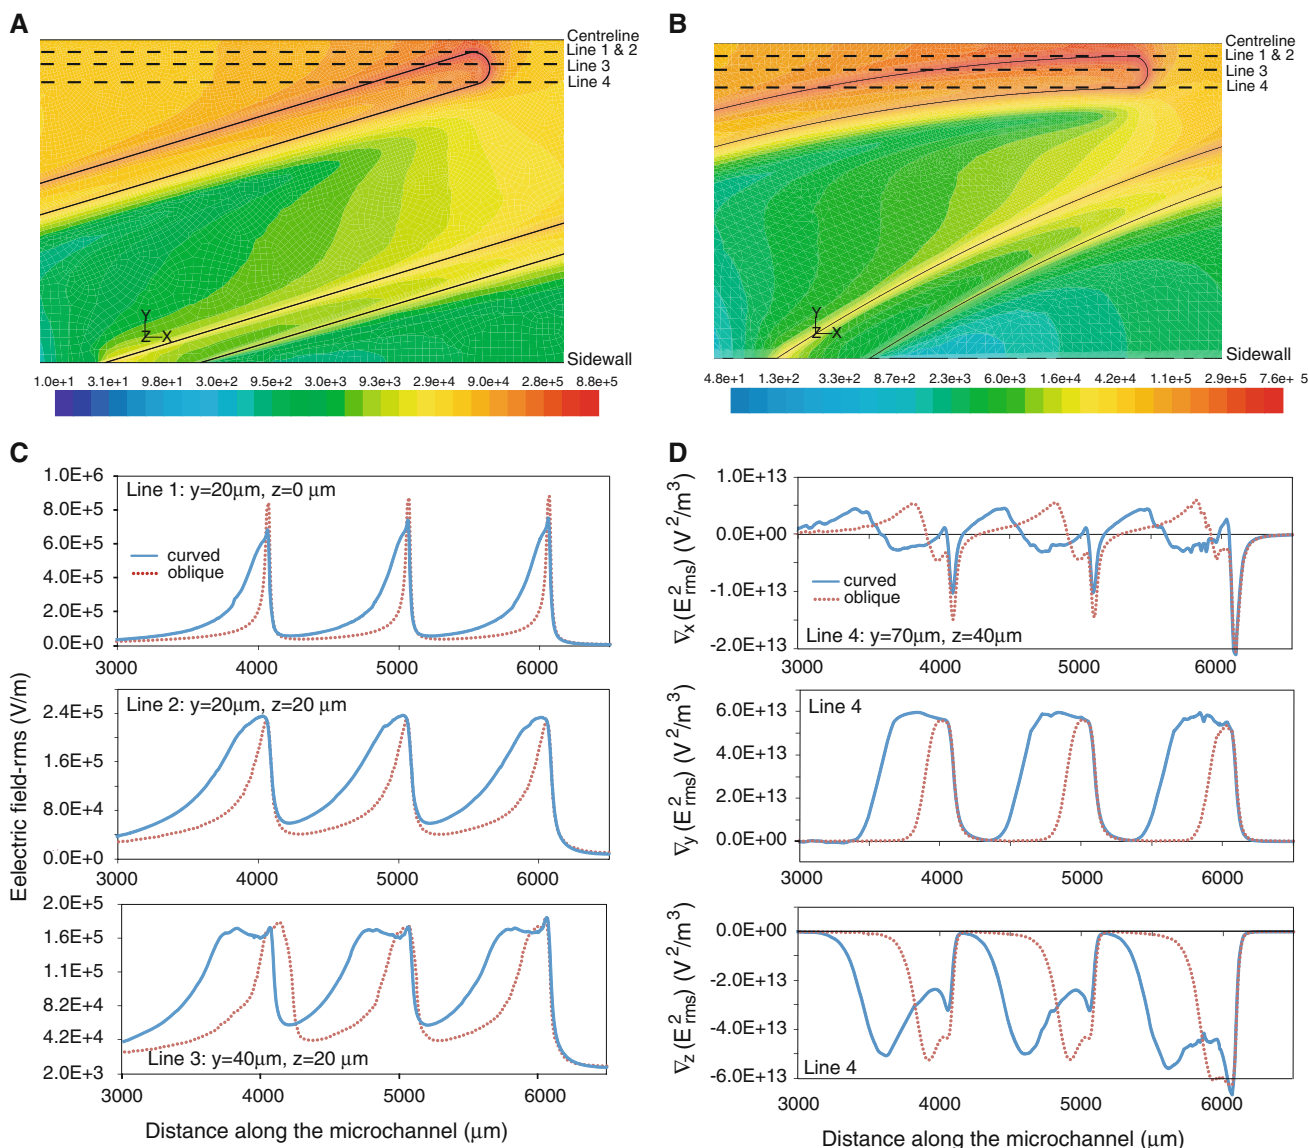 A
Centreline
Line 1 & 2
Line 3
Line 4
Y
Z X
Sidewall
1.0e+1 3.1e+1 9.8e+1 3.0e+2 9.5e+2 3.0e+3 9.3e+3 2.9e+4 9.0e+4 2.8e+5 8.8e+5
B
Centreline
Line 1 & 2
Line 3
Line 4
Y
Z X
Sidewall
4.8e+1 1.3e+2 3.3e+2 8.7e+2 2.3e+3 6.0e+3 1.6e+4 4.2e+4 1.1e+5 2.9e+5 7.6e+ 5
C
Eelectric field-rms (V/m)
1.0E+6
8.0E+5
6.0E+5
4.0E+5
2.0E+5
0.0E+0
Line 1: y=20μm, z=0 μm
curved
oblique
3000 4000 5000 6000
2.4E+5
1.6E+5
8.0E+4
0.0E+0
Line 2: y=20μm, z=20 μm
3000 4000 5000 6000
2.0E+5
1.6E+5
1.1E+5
8.2E+4
4.2E+4
2.0E+3
Line 3: y=40μm, z=20 μm
3000 4000 5000 6000
Distance along the microchannel (μm)
D
∇x (E²rms) (V²/m³)
1.0E+13
0.0E+00
-1.0E+13
-2.0E+13
curved
oblique
Line 4: y=70μm, z=40μm
3000 4000 5000 6000
∇y (E²rms) (V²/m³)
6.0E+13
4.0E+13
2.0E+13
0.0E+00
Line 4
3000 4000 5000 6000
∇z (E²rms) (V²/m³)
0.0E+00
-2.0E+13
-4.0E+13
-6.0E+13
Line 4
3000 4000 5000 6000
Distance along the microchannel (μm)